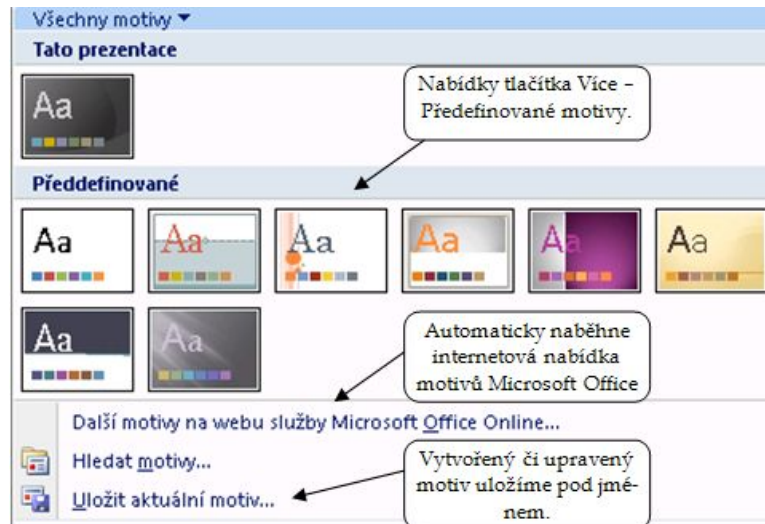 Všechny motivy
Tato prezentace
Aa
Nabídky tlačítka Více –
Předefinované motivy.
Předdefinované
Aa
Aa
Aa
Aa
Aa
Aa
Aa
Aa
Automaticky naběhne
internetová nabídka
motivů Microsoft Office
Další motivy na webu služby Microsoft Office Online...
Hledat motivy...
Uložit aktuální motiv...
Vytvořený či upravený
motiv uložíme pod jmé-
nem.